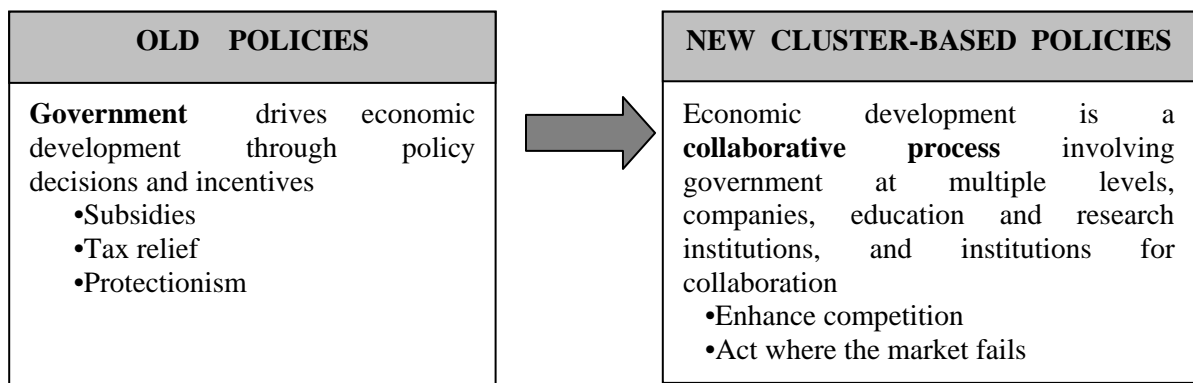 OLD POLICIES
Government drives economic
development through policy
decisions and incentives
•Subsidies
•Tax relief
•Protectionism
NEW CLUSTER-BASED POLICIES
Economic development is a
collaborative process involving
government at multiple levels,
companies, education and research
institutions, and institutions for
collaboration
•Enhance competition
•Act where the market fails